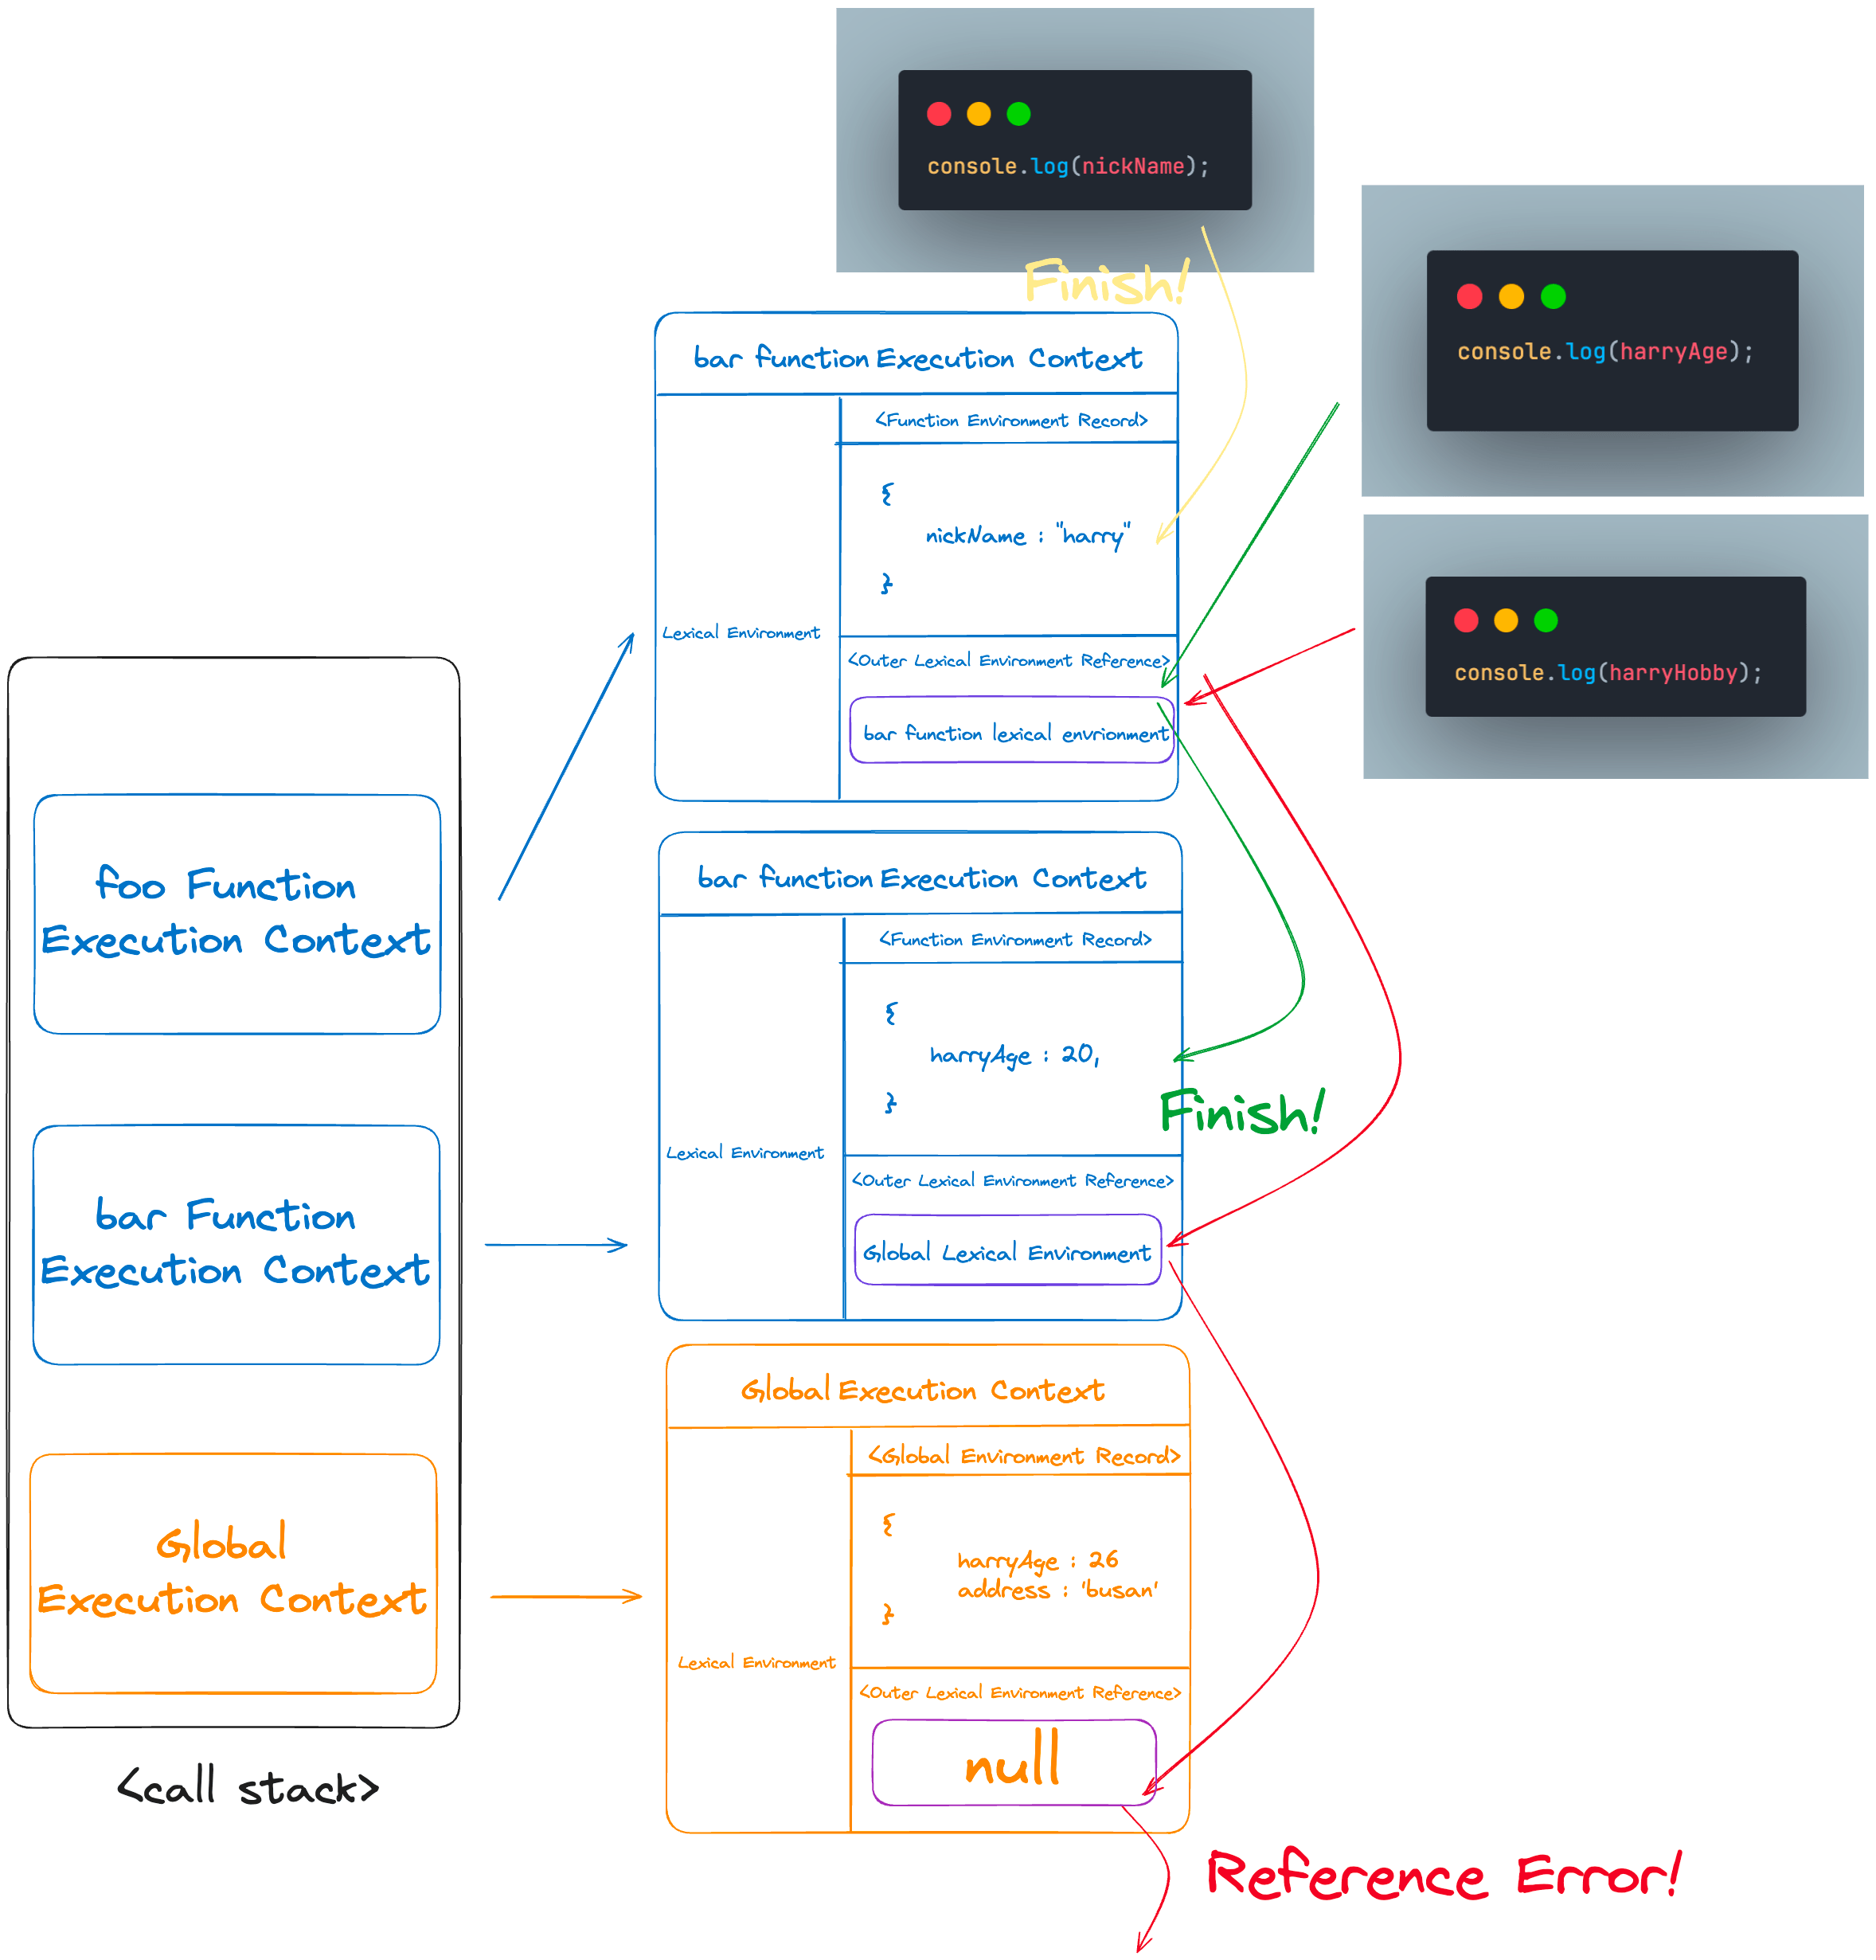 console.log(nickName);
Finish!
console.log(harryAge);
console.log(harryHobby);
bar function Execution Context
<Function Environment Record>
{
nickName : "harry"
}
Lexical Environment
<Outer Lexical Environment Reference>
bar function lexical envrionment
foo Function
Execution Context
bar Function
Execution Context
Global
Execution Context
<call stack>
bar function Execution Context
<Function Environment Record>
{
harryAge : 20,
}
Finish!
Lexical Environment
<Outer Lexical Environment Reference>
Global Lexical Environment
Global Execution Context
<Global Environment Record>
{
harryAge : 26
address : 'busan'
}
Lexical Environment
<Outer Lexical Environment Reference>
null
Reference Error!